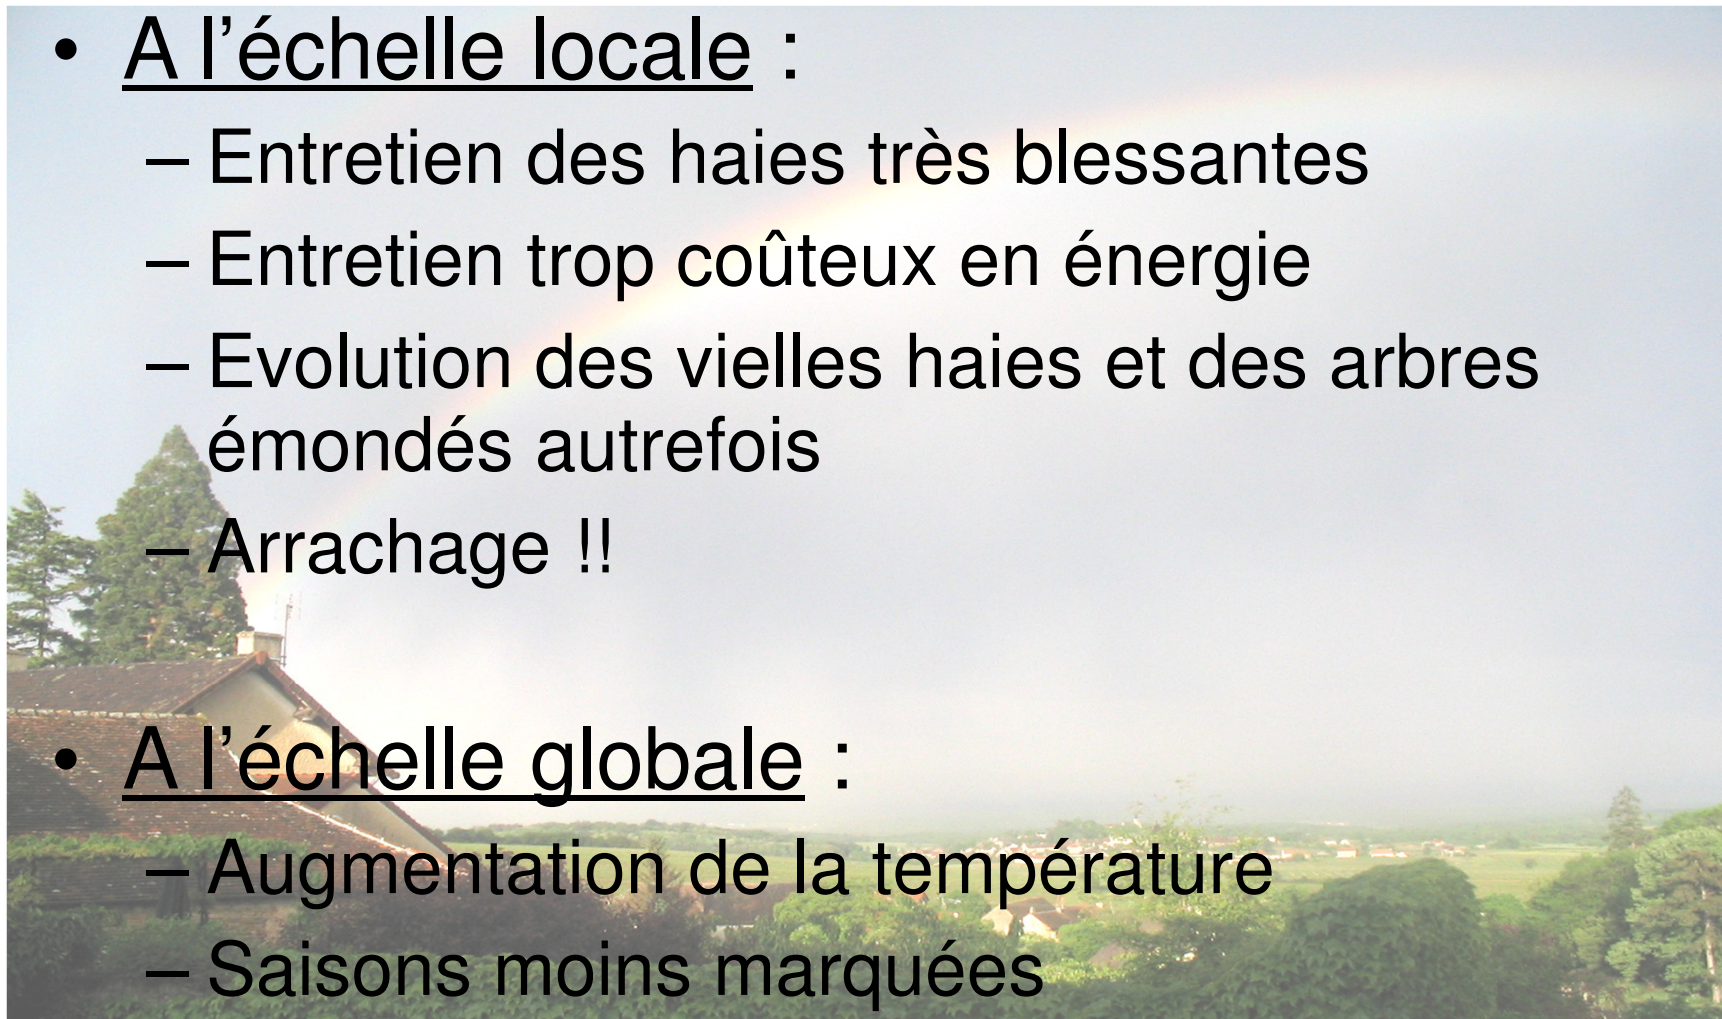 • A l’échelle locale :
– Entretien des haies très blessantes
– Entretien trop coûteux en énergie
– Evolution des vielles haies et des arbres
émondés autrefois
– Arrachage !!
• A l’échelle globale :
– Augmentation de la température
– Saisons moins marquées